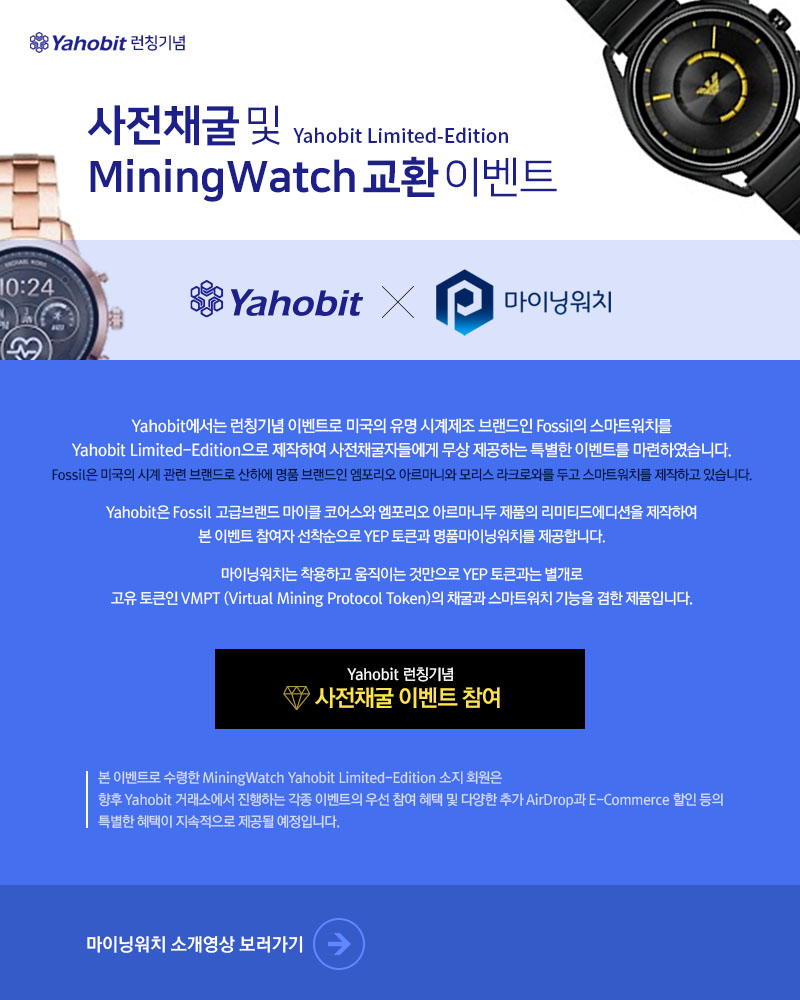 Yahobit 런칭기념
사전채굴 및 Yahobit Limited-Edition
MiningWatch 교환 이벤트
MICHAEL KORS
10:24
Yahobit
마이닝워치
Yahobit에서는 런칭기념 이벤트로 미국의 유명 시계제조 브랜드인 Fossil의 스마트워치를
Yahobit Limited-Edition으로 제작하여 사전채굴자들에게 무상 제공하는 특별한 이벤트를 마련하였습니다.
Fossil은 미국의 시계 관련 브랜드로 산하에 명품 브랜드인 엠포리오 아르마니와 모리스 라크로와를 두고 스마트워치를 제작하고 있습니다.
Yahobit은 Fossil 고급브랜드 마이클 코어스와 엠포리오 아르마니두 제품의 리미티드에디션을 제작하여
본 이벤트 참여자 선착순으로 YEP 토큰과 명품마이닝워치를 제공합니다.
마이닝워치는 착용하고 움직이는 것만으로 YEP 토큰과는 별개로
고유 토큰인 VMPT (Virtual Mining Protocol Token)의 채굴과 스마트워치 기능을 겸한 제품입니다.
Yahobit 런칭기념
사전채굴 이벤트 참여
본 이벤트로 수령한 MiningWatch Yahobit Limited-Edition 소지 회원은
향후 Yahobit 거래소에서 진행하는 각종 이벤트의 우선 참여 혜택 및 다양한 추가 AirDrop과 E-Commerce 할인 등의
특별한 혜택이 지속적으로 제공될 예정입니다.
마이닝워치 소개영상 보러가기